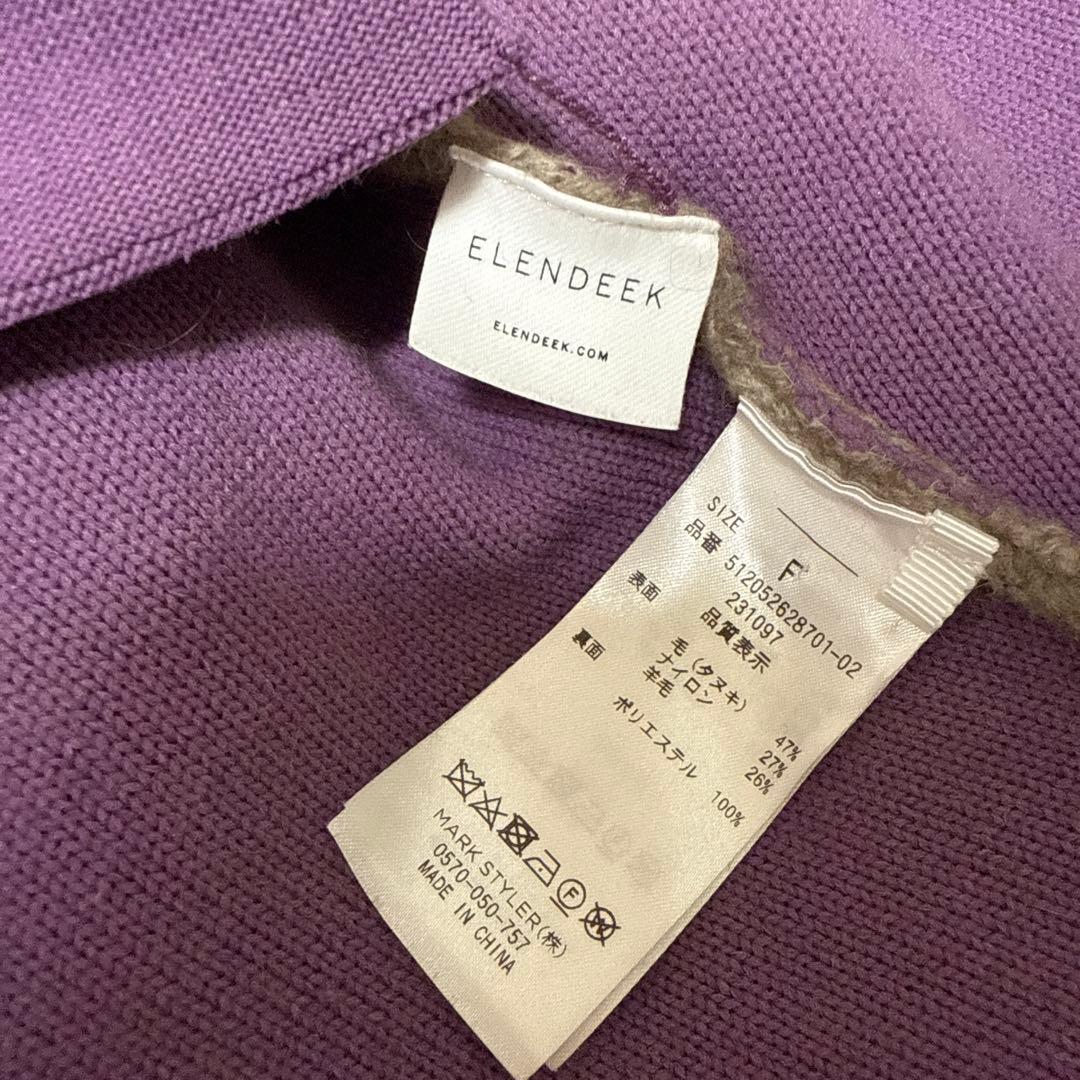 ELENDEEK
ELENDEEK.COM
SIZE F
品番 512052628701-02
231097
品質表示
表面 毛(タヌキ) 47%
ナイロン 27%
羊毛 26%
裏面 ポリエステル 100%
F
W
MARK STYLER(株)
0570-050-757
MADE IN CHINA